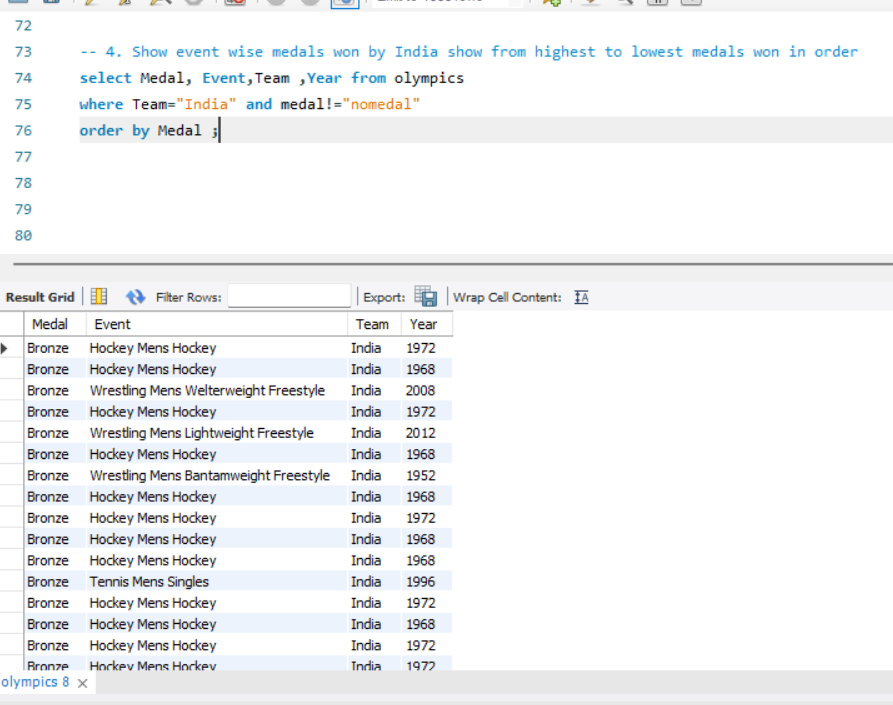 72
73 -- 4. Show event wise medals won by India show from highest to lowest medals won in order
74 select Medal, Event,Team ,Year from olympics
75 where Team="India" and medal!="nomedal"
76 order by Medal ;
77
78
79
80
Result Grid Filter Rows: Export: Wrap Cell Content:
Medal Event Team Year
Bronze Hockey Mens Hockey India 1972
Bronze Hockey Mens Hockey India 1968
Bronze Wrestling Mens Welterweight Freestyle India 2008
Bronze Hockey Mens Hockey India 1972
Bronze Wrestling Mens Lightweight Freestyle India 2012
Bronze Hockey Mens Hockey India 1968
Bronze Wrestling Mens Bantamweight Freestyle India 1952
Bronze Hockey Mens Hockey India 1968
Bronze Hockey Mens Hockey India 1972
Bronze Hockey Mens Hockey India 1968
Bronze Hockey Mens Hockey India 1968
Bronze Tennis Mens Singles India 1996
Bronze Hockey Mens Hockey India 1972
Bronze Hockey Mens Hockey India 1968
Bronze Hockey Mens Hockey India 1972
Bronze Hockey Mens Hockey India 1972
olympics 8